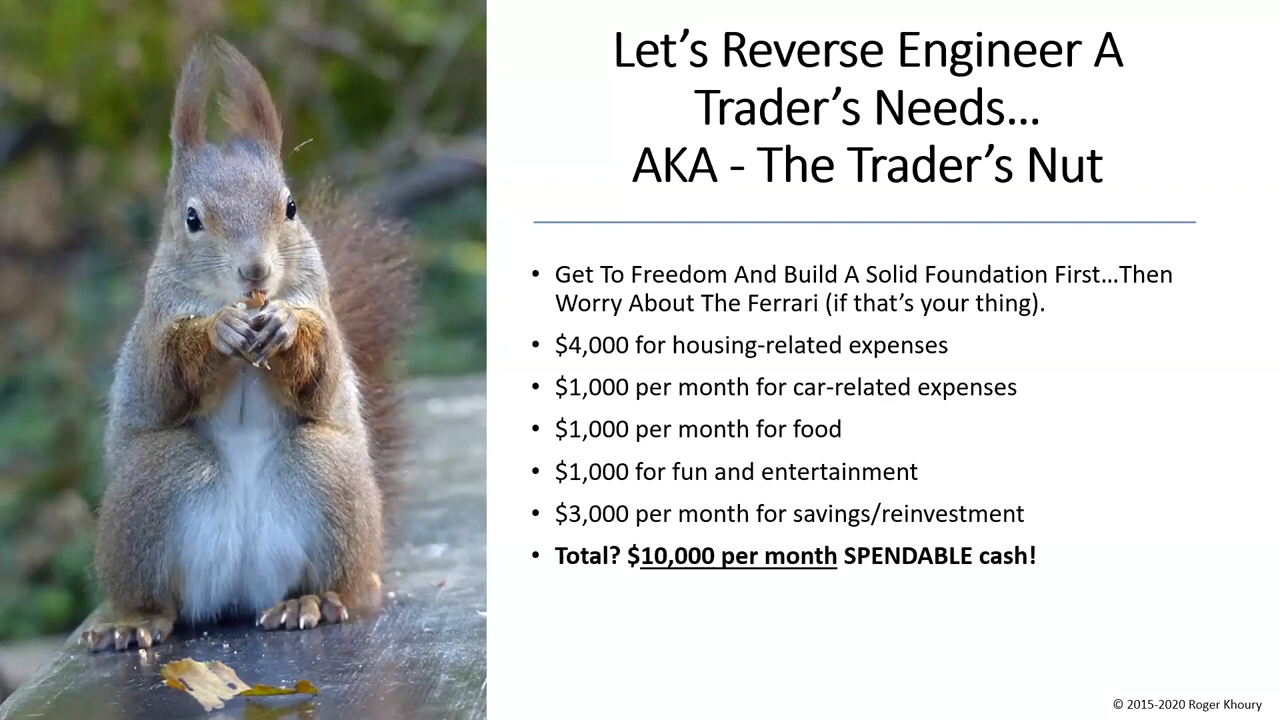 Let’s Reverse Engineer A
Trader’s Needs...
AKA - The Trader’s Nut
• Get To Freedom And Build A Solid Foundation First...Then
Worry About The Ferrari (if that’s your thing).
• $4,000 for housing-related expenses
• $1,000 per month for car-related expenses
• $1,000 per month for food
• $1,000 for fun and entertainment
• $3,000 per month for savings/reinvestment
• Total? $10,000 per month SPENDABLE cash!
© 2015-2020 Roger Khoury